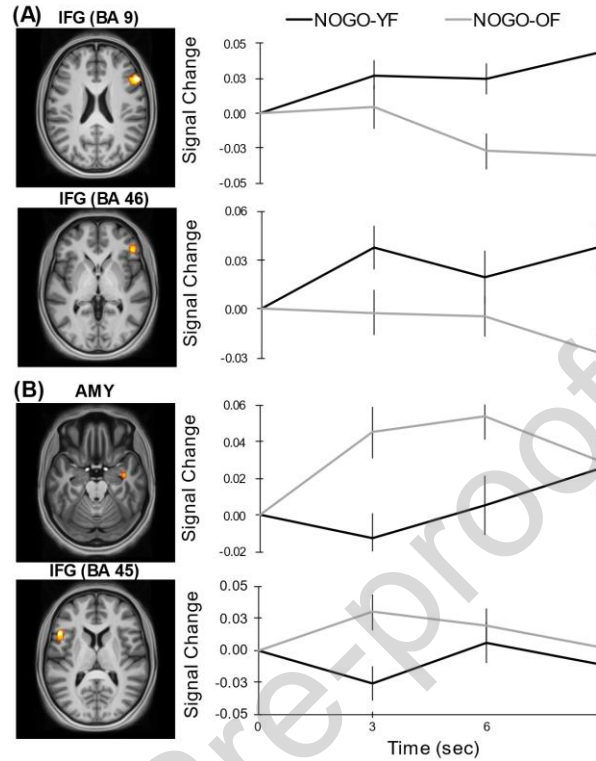 (A) IFG (BA 9)
NOGO-YF NOGO-OF
Signal Change
0.05
0.03
0.00
-0.03
0.05
IFG (BA 46)
Signal Change
0.06
0.03
0.00
-0.03
(B) AMY
Signal Change
0.06
0.04
0.02
0.00
-0.02
IFG (BA 45)
Signal Change
0.05
0.03
0.00
-0.03
-0.05
0 3 6
Time (sec)
re-proof